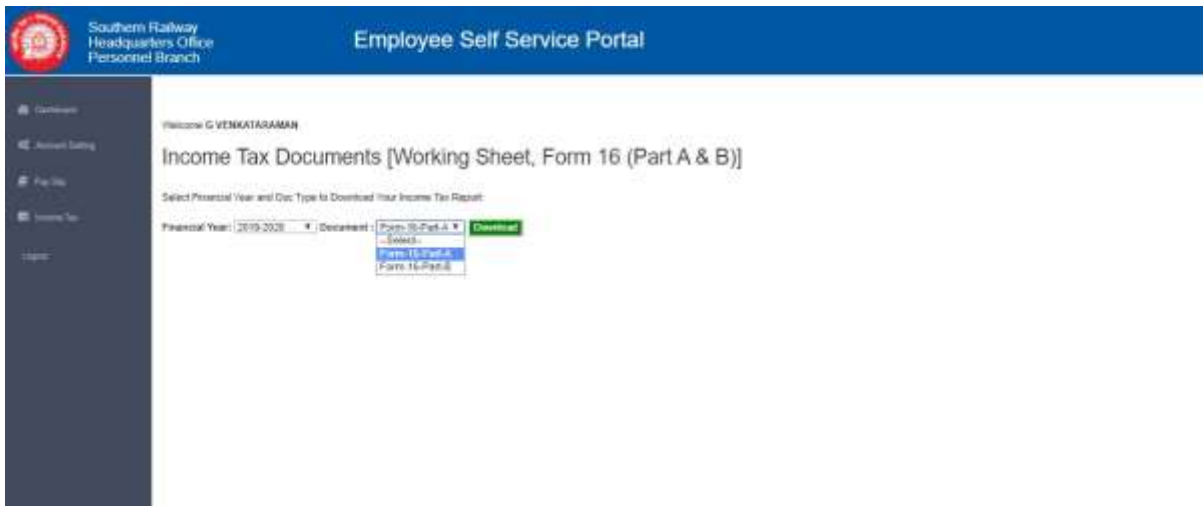 Southern Railway
Headquarters Office
Personnel Branch
Employee Self Service Portal
Dashboard
Account Setting
Pay Slip
Income Tax
Logout
Welcome G VENKATARAMAN
Income Tax Documents [Working Sheet, Form 16 (Part A & B)]
Select Financial Year and Doc Type to Download Your Income Tax Report
Financial Year: 2019-2020 Document : Form-16-Part-A Download
--Select--
Form-16-Part-A
Form-16-Part-B